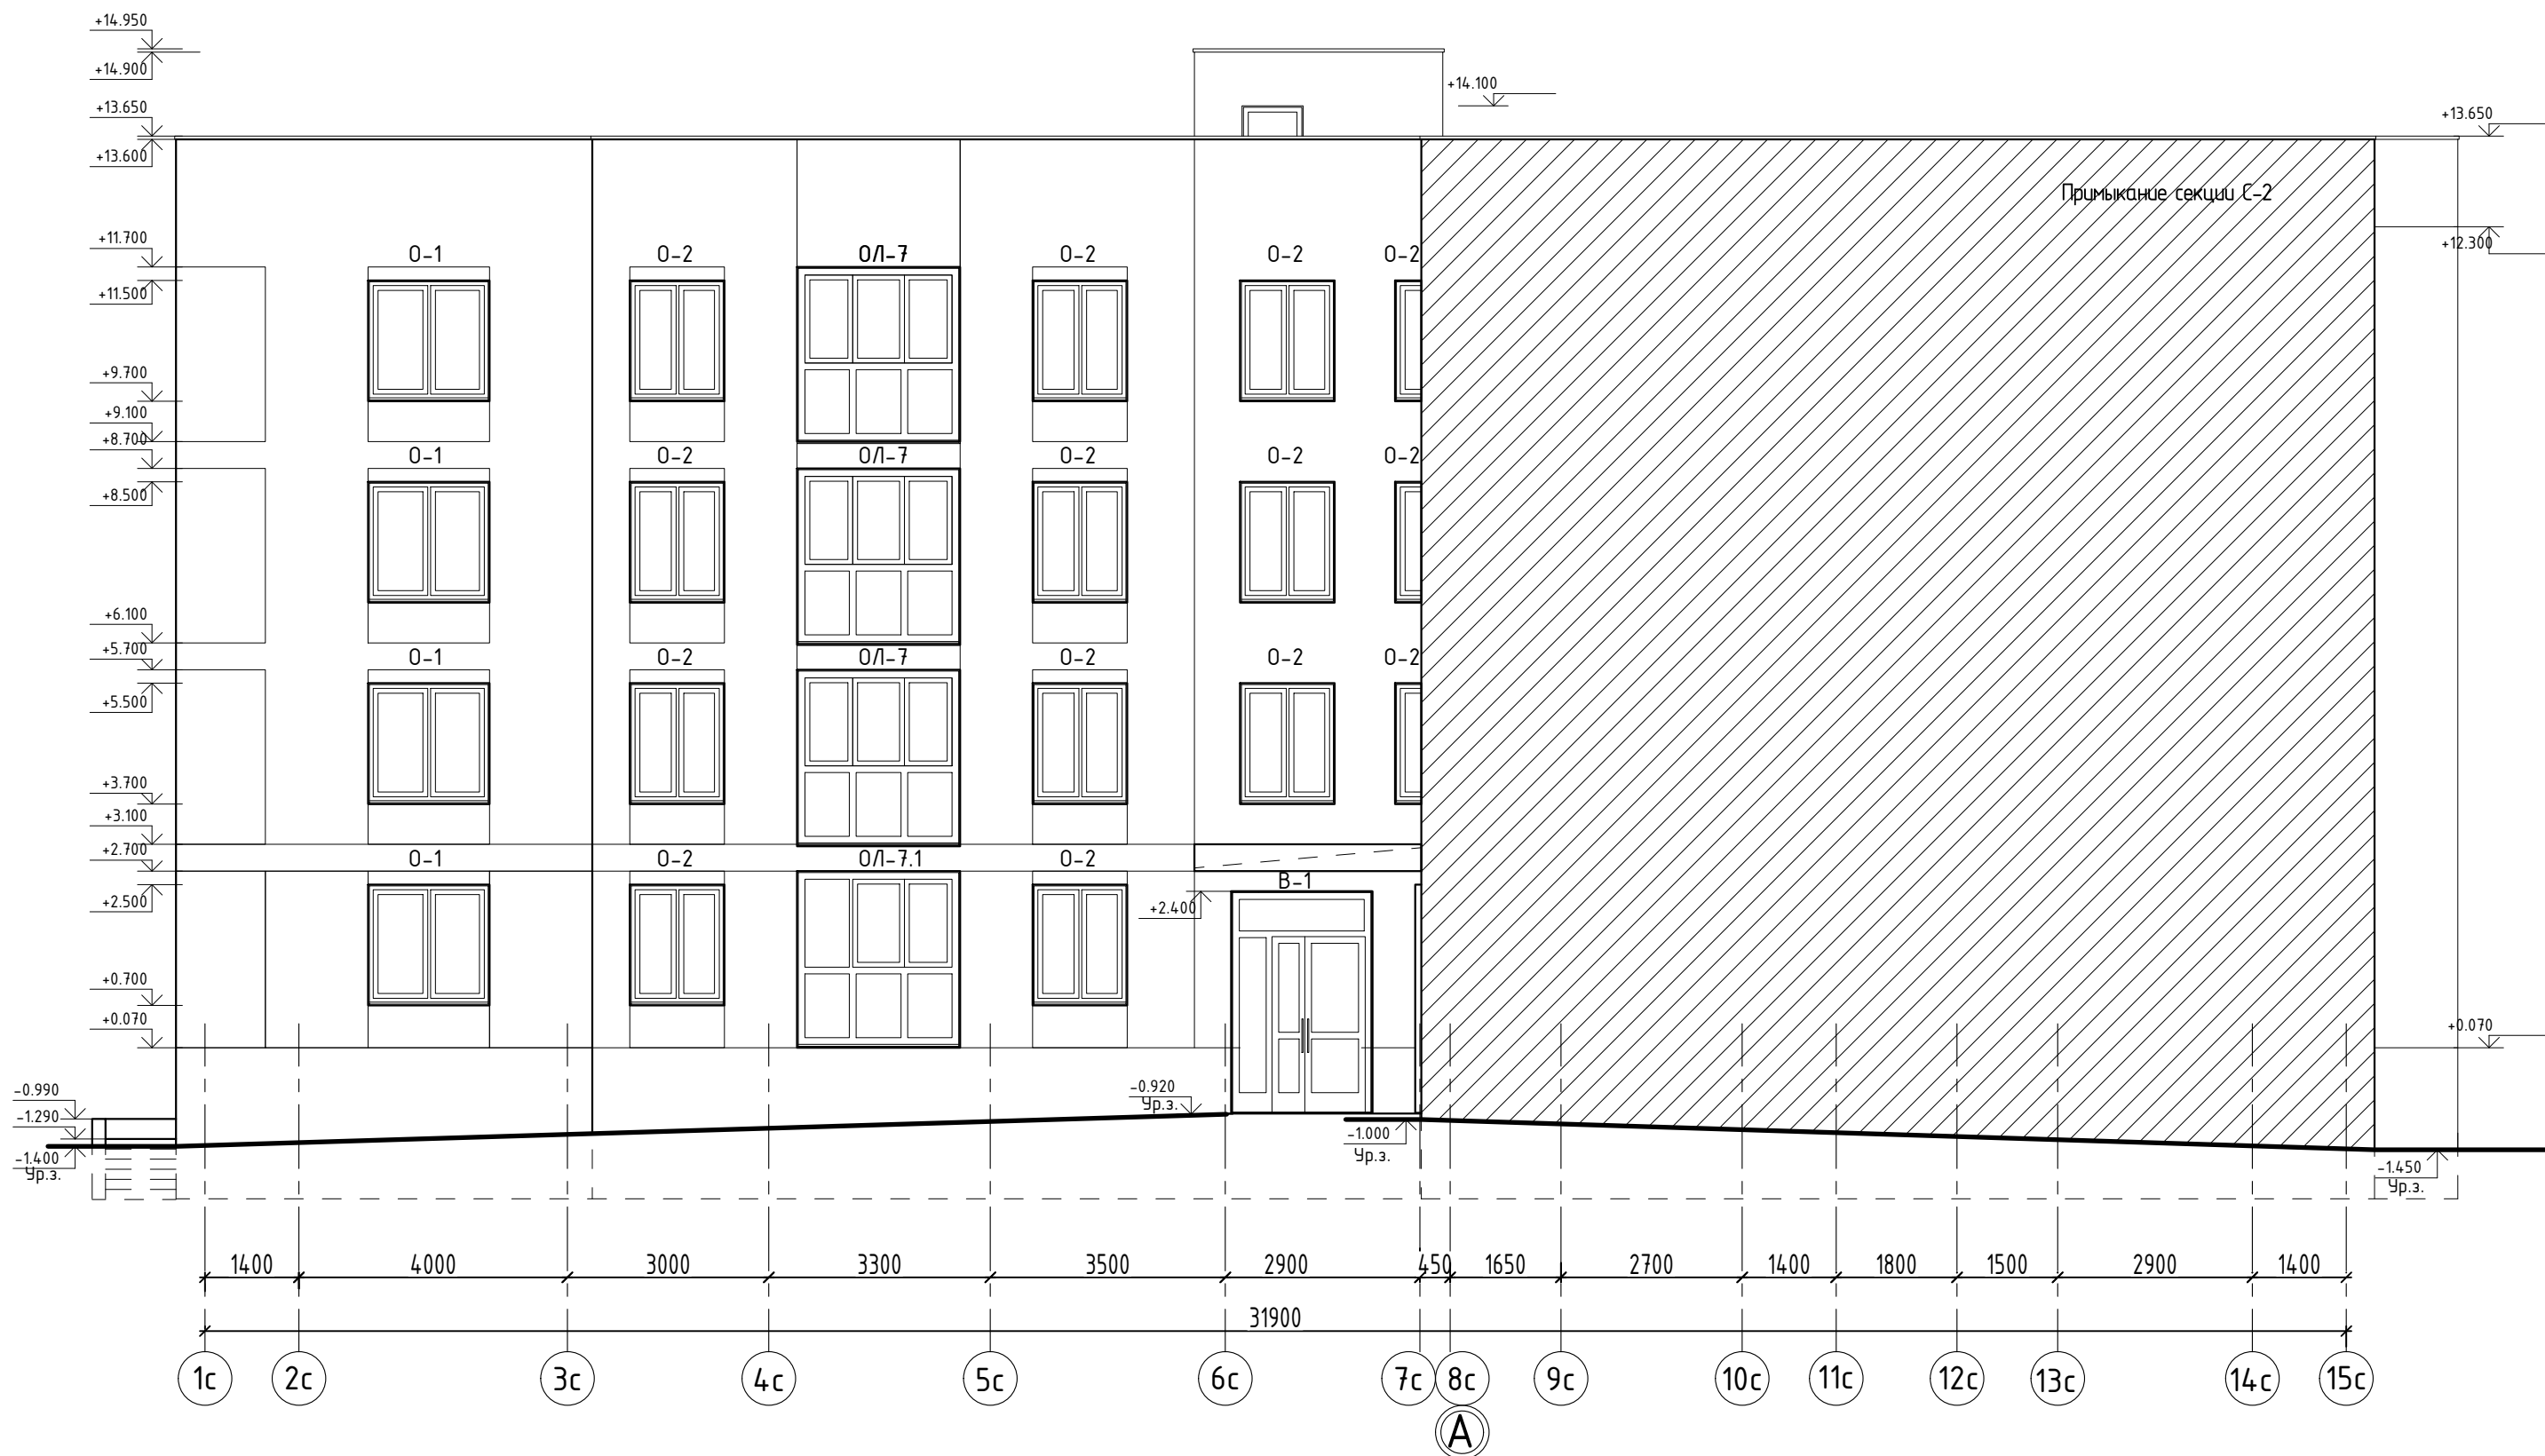 +14.950
+14.900
+14.100
+13.650
+13.650
+13.600
Примыкание секции С-2
+12.300
+11.700
О-1
О-2
ОЛ-7
О-2
О-2
О-2
+11.500
+9.700
+9.100
+8.700
О-1
О-2
ОЛ-7
О-2
О-2
О-2
+8.500
+6.100
+5.700
О-1
О-2
ОЛ-7
О-2
О-2
О-2
+5.500
+3.700
+3.100
+2.700
О-1
О-2
ОЛ-7.1
О-2
В-1
+2.500
+2.400
+0.700
+0.070
+0.070
-0.990
-1.290
-1.400
Ур.з.
-0.920
Ур.з.
-1.000
Ур.з.
-1.450
Ур.з.
1400 4000 3000 3300 3500 2900 450 1650 2700 1400 1800 1500 2900 1400
31900
1с 2с 3с 4с 5с 6с 7с 8с 9с 10с 11с 12с 13с 14с 15с
А